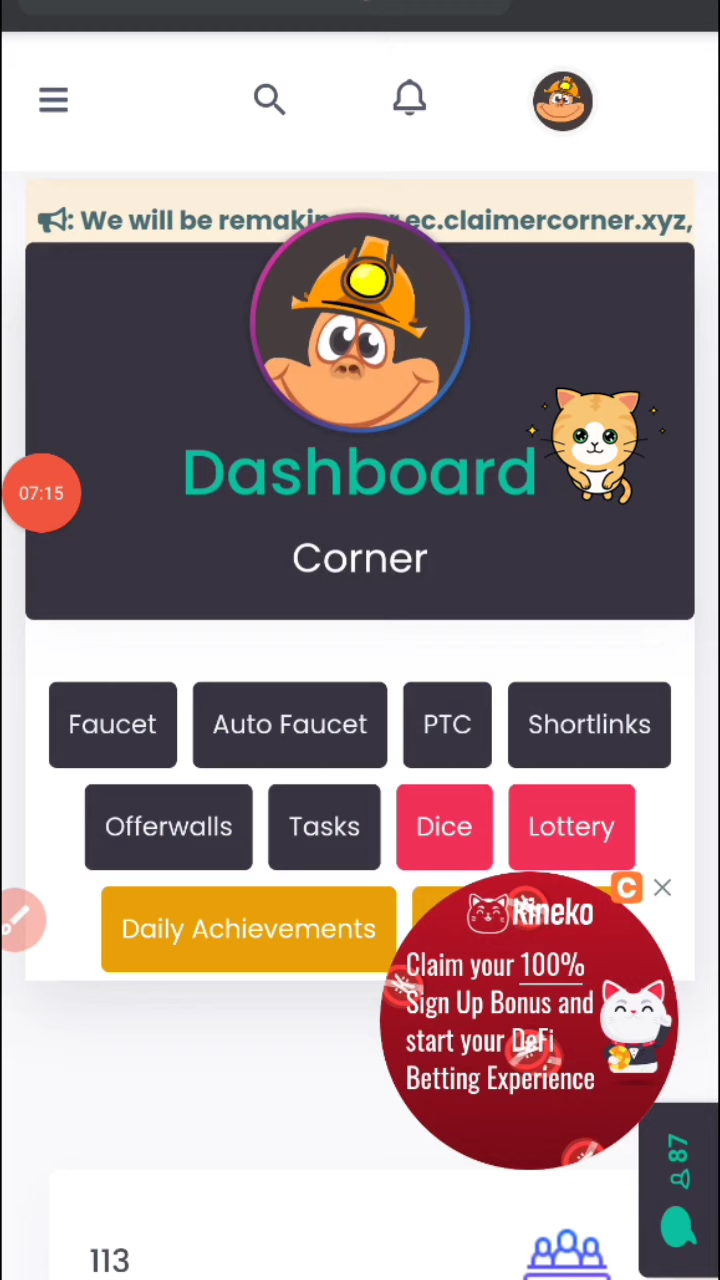 : We will be remaking ec.claimercorner.xyz,
Dashboard
07:15
Corner
Faucet
Auto Faucet
PTC
Shortlinks
Offerwalls
Tasks
Dice
Lottery
Daily Achievements
C
Rineko
Claim your 100%
Sign Up Bonus and
start your DeFi
Betting Experience
87
113